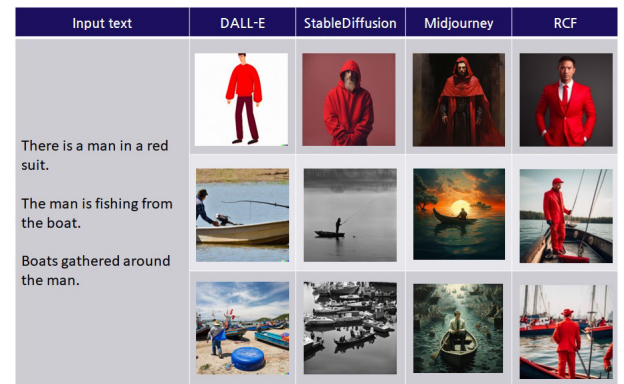 Input text
DALL-E
StableDiffusion
Midjourney
RCF
There is a man in a red
suit.
The man is fishing from
the boat.
Boats gathered around
the man.